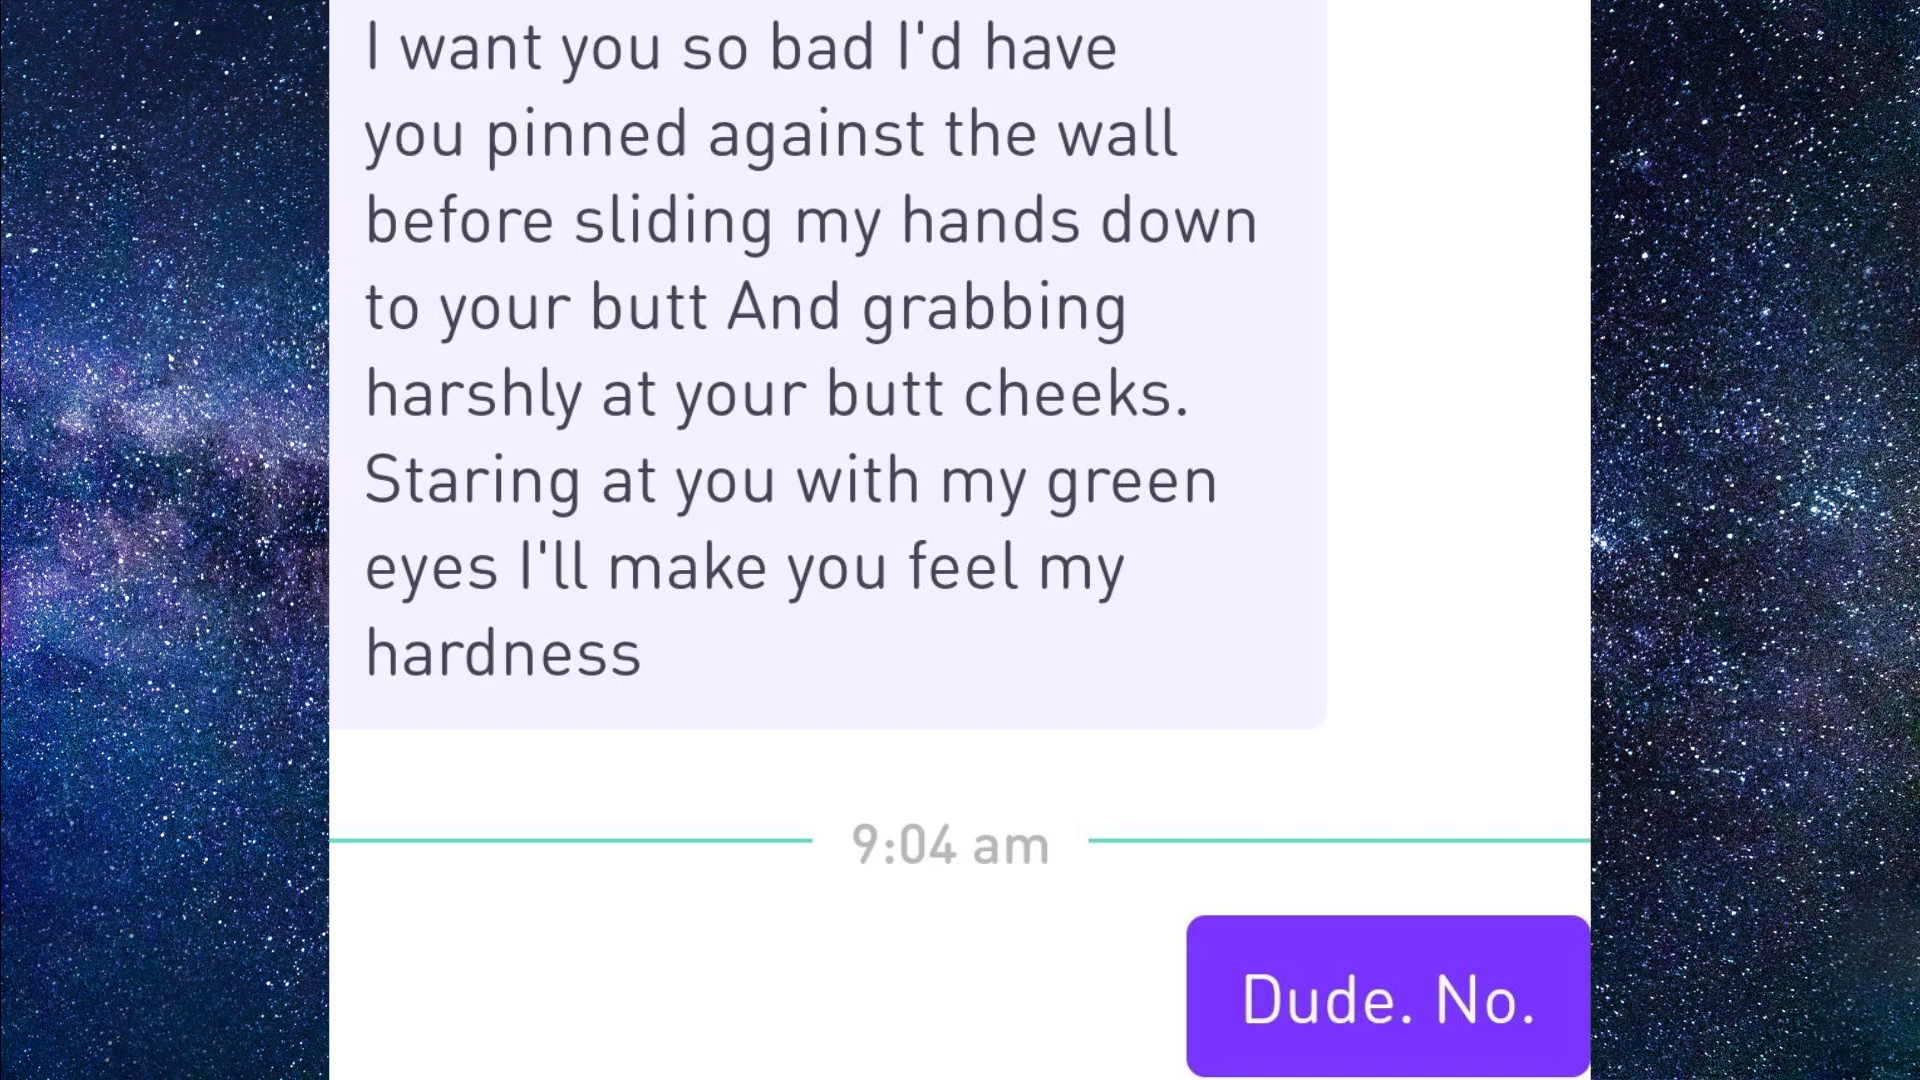 I want you so bad I'd have
you pinned against the wall
before sliding my hands down
to your butt And grabbing
harshly at your butt cheeks.
Staring at you with my green
eyes I'll make you feel my
hardness
9:04 am
Dude. No.